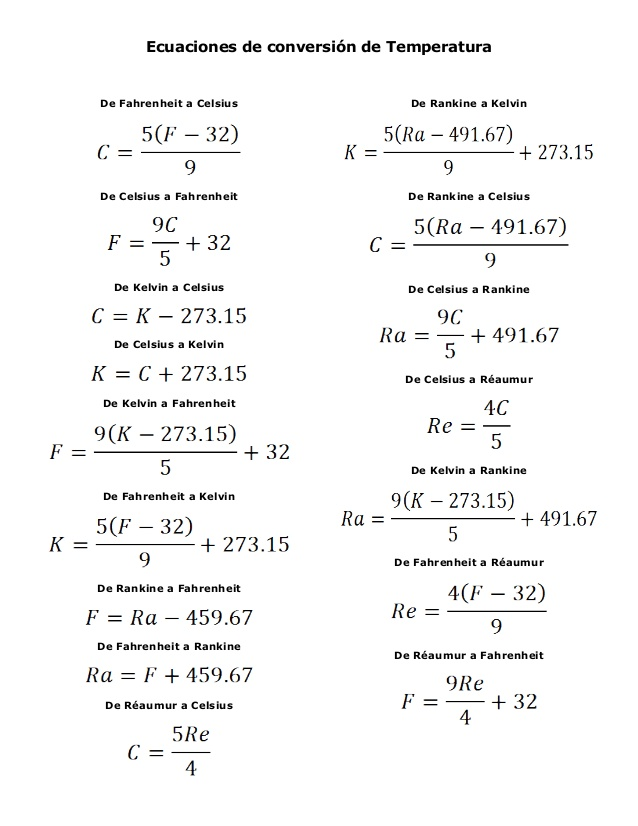 Ecuaciones de conversión de Temperatura
De Fahrenheit a Celsius
C = 5(F − 32)/9
De Celsius a Fahrenheit
F = 9C/5 + 32
De Kelvin a Celsius
C = K − 273.15
De Celsius a Kelvin
K = C + 273.15
De Kelvin a Fahrenheit
F = 9(K − 273.15)/5 + 32
De Fahrenheit a Kelvin
K = 5(F − 32)/9 + 273.15
De Rankine a Fahrenheit
F = Ra − 459.67
De Fahrenheit a Rankine
Ra = F + 459.67
De Réaumur a Celsius
C = 5Re/4
De Rankine a Kelvin
K = 5(Ra − 491.67)/9 + 273.15
De Rankine a Celsius
C = 5(Ra − 491.67)/9
De Celsius a Rankine
Ra = 9C/5 + 491.67
De Celsius a Réaumur
Re = 4C/5
De Kelvin a Rankine
Ra = 9(K − 273.15)/5 + 491.67
De Fahrenheit a Réaumur
Re = 4(F − 32)/9
De Réaumur a Fahrenheit
F = 9Re/4 + 32